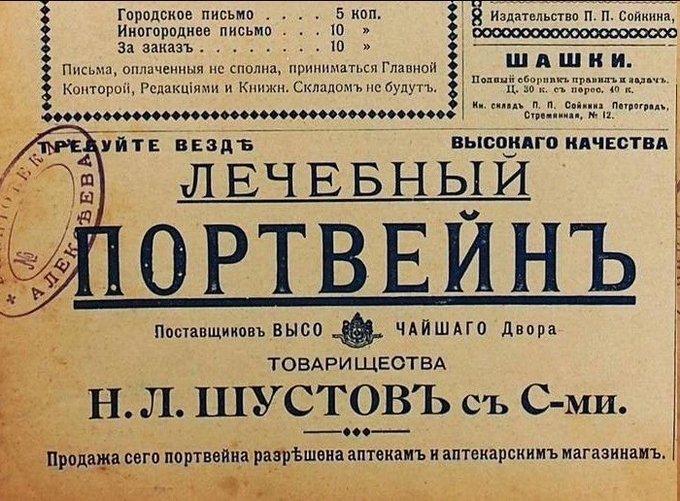 Городское письмо . . . . 5 коп.
Иногороднее письмо . . . 10 »
За заказъ . . . . . . . . 10 »
Письма, оплаченныя не сполна, приниматься Главной
Конторой, Редакціями и Книжн. Складомъ не будутъ.
Издательство П. П. Сойкина,
ШАШКИ.
Полный сборникъ правилъ и задачъ.
Ц. 30 к. съ перес. 40 к.
Кн. складъ П. П. Сойкина Петроградъ,
Стремянная, № 12.
ТРЕБУЙТЕ ВЕЗДѢ ВЫСОКАГО КАЧЕСТВА
ЛЕЧЕБНЫЙ
ПОРТВЕЙНЪ
Поставщиковъ ВЫСО ЧАЙШАГО Двора
ТОВАРИЩЕСТВА
Н. Л. ШУСТОВЪ съ С-ми.
Продажа сего портвейна разрѣшена аптекамъ и аптекарскимъ магазинамъ.
№
АЛЕКСѢЕВА